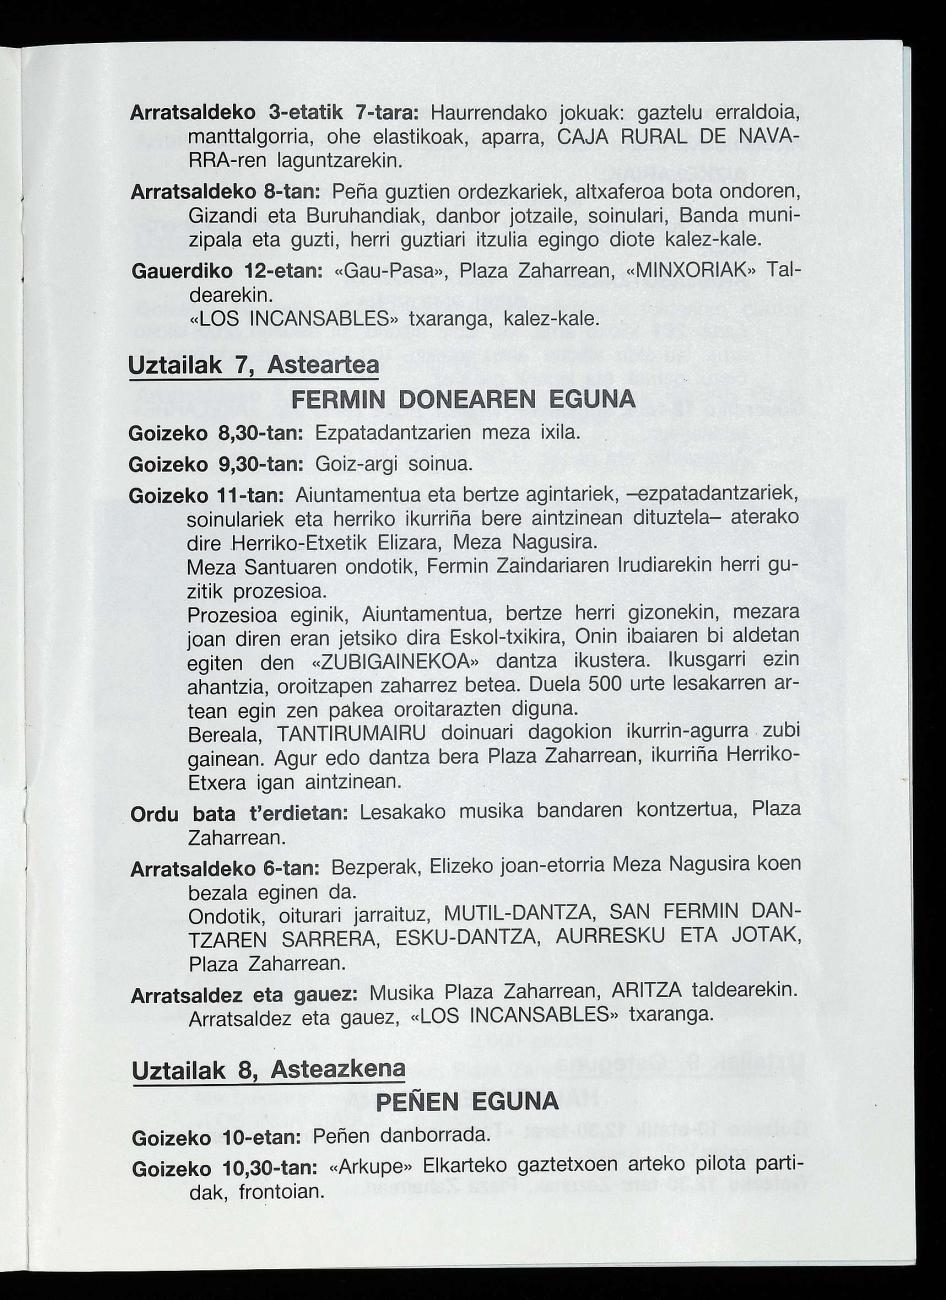 Arratsaldeko 3-etatik 7-tara: Haurrendako jokuak: gaztelu erraldoia,
manttalgorria, ohe elastikoak, aparra, CAJA RURAL DE NAVA-
RRA-ren laguntzarekin.
Arratsaldeko 8-tan: Peña guztien ordezkariek, altxaferoa bota ondoren,
Gizandi eta Buruhandiak, danbor jotzaile, soinulari, Banda muni-
zipala eta guzti, herri guztiari itzulia egingo diote kalez-kale.
Gauerdiko 12-etan: «Gau-Pasa», Plaza Zaharrean, «MINXORIAK» Tal-
dearekin.
«LOS INCANSABLES» txaranga, kalez-kale.
Uztailak 7, Asteartea
FERMIN DONEAREN EGUNA
Goizeko 8,30-tan: Ezpatadantzarien meza ixila.
Goizeko 9,30-tan: Goiz-argi soinua.
Goizeko 11-tan: Aiuntamentua eta bertze agintariek, –ezpatadantzariek,
soinulariek eta herriko ikurriña bere aintzinean dituztela– aterako
dire Herriko-Etxetik Elizara, Meza Nagusira.
Meza Santuaren ondotik, Fermin Zaindariaren Irudiarekin herri gu-
zitik prozesioa.
Prozesioa eginik, Aiuntamentua, bertze herri gizonekin, mezara
joan diren eran jetsiko dira Eskol-txikira, Onin ibaiaren bi aldetan
egiten den «ZUBIGAINEKOA» dantza ikustera. Ikusgarri ezin
ahantzia, oroitzapen zaharrez betea. Duela 500 urte lesakarren ar-
tean egin zen pakea oroitarazten diguna.
Bereala, TANTIRUMAIRU doinuari dagokion ikurrin-agurra zubi
gainean. Agur edo dantza bera Plaza Zaharrean, ikurriña Herriko-
Etxera igan aintzinean.
Ordu bata t'erdietan: Lesakako musika bandaren kontzertua, Plaza
Zaharrean.
Arratsaldeko 6-tan: Bezperak, Elizeko joan-etorria Meza Nagusira koen
bezala eginen da.
Ondotik, oiturari jarraituz, MUTIL-DANTZA, SAN FERMIN DAN-
TZAREN SARRERA, ESKU-DANTZA, AURRESKU ETA JOTAK,
Plaza Zaharrean.
Arratsaldez eta gauez: Musika Plaza Zaharrean, ARITZA taldearekin.
Arratsaldez eta gauez, «LOS INCANSABLES» txaranga.
Uztailak 8, Asteazkena
PEÑEN EGUNA
Goizeko 10-etan: Peñen danborrada.
Goizeko 10,30-tan: «Arkupe» Elkarteko gaztetxoen arteko pilota parti-
dak, frontoian.